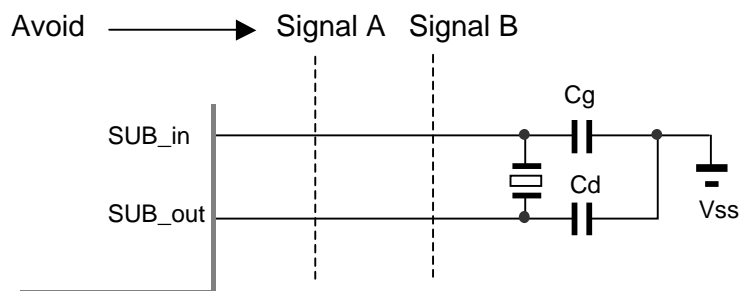 Avoid Signal A Signal B
Cg
SUB_in
Cd
SUB_out
Vss